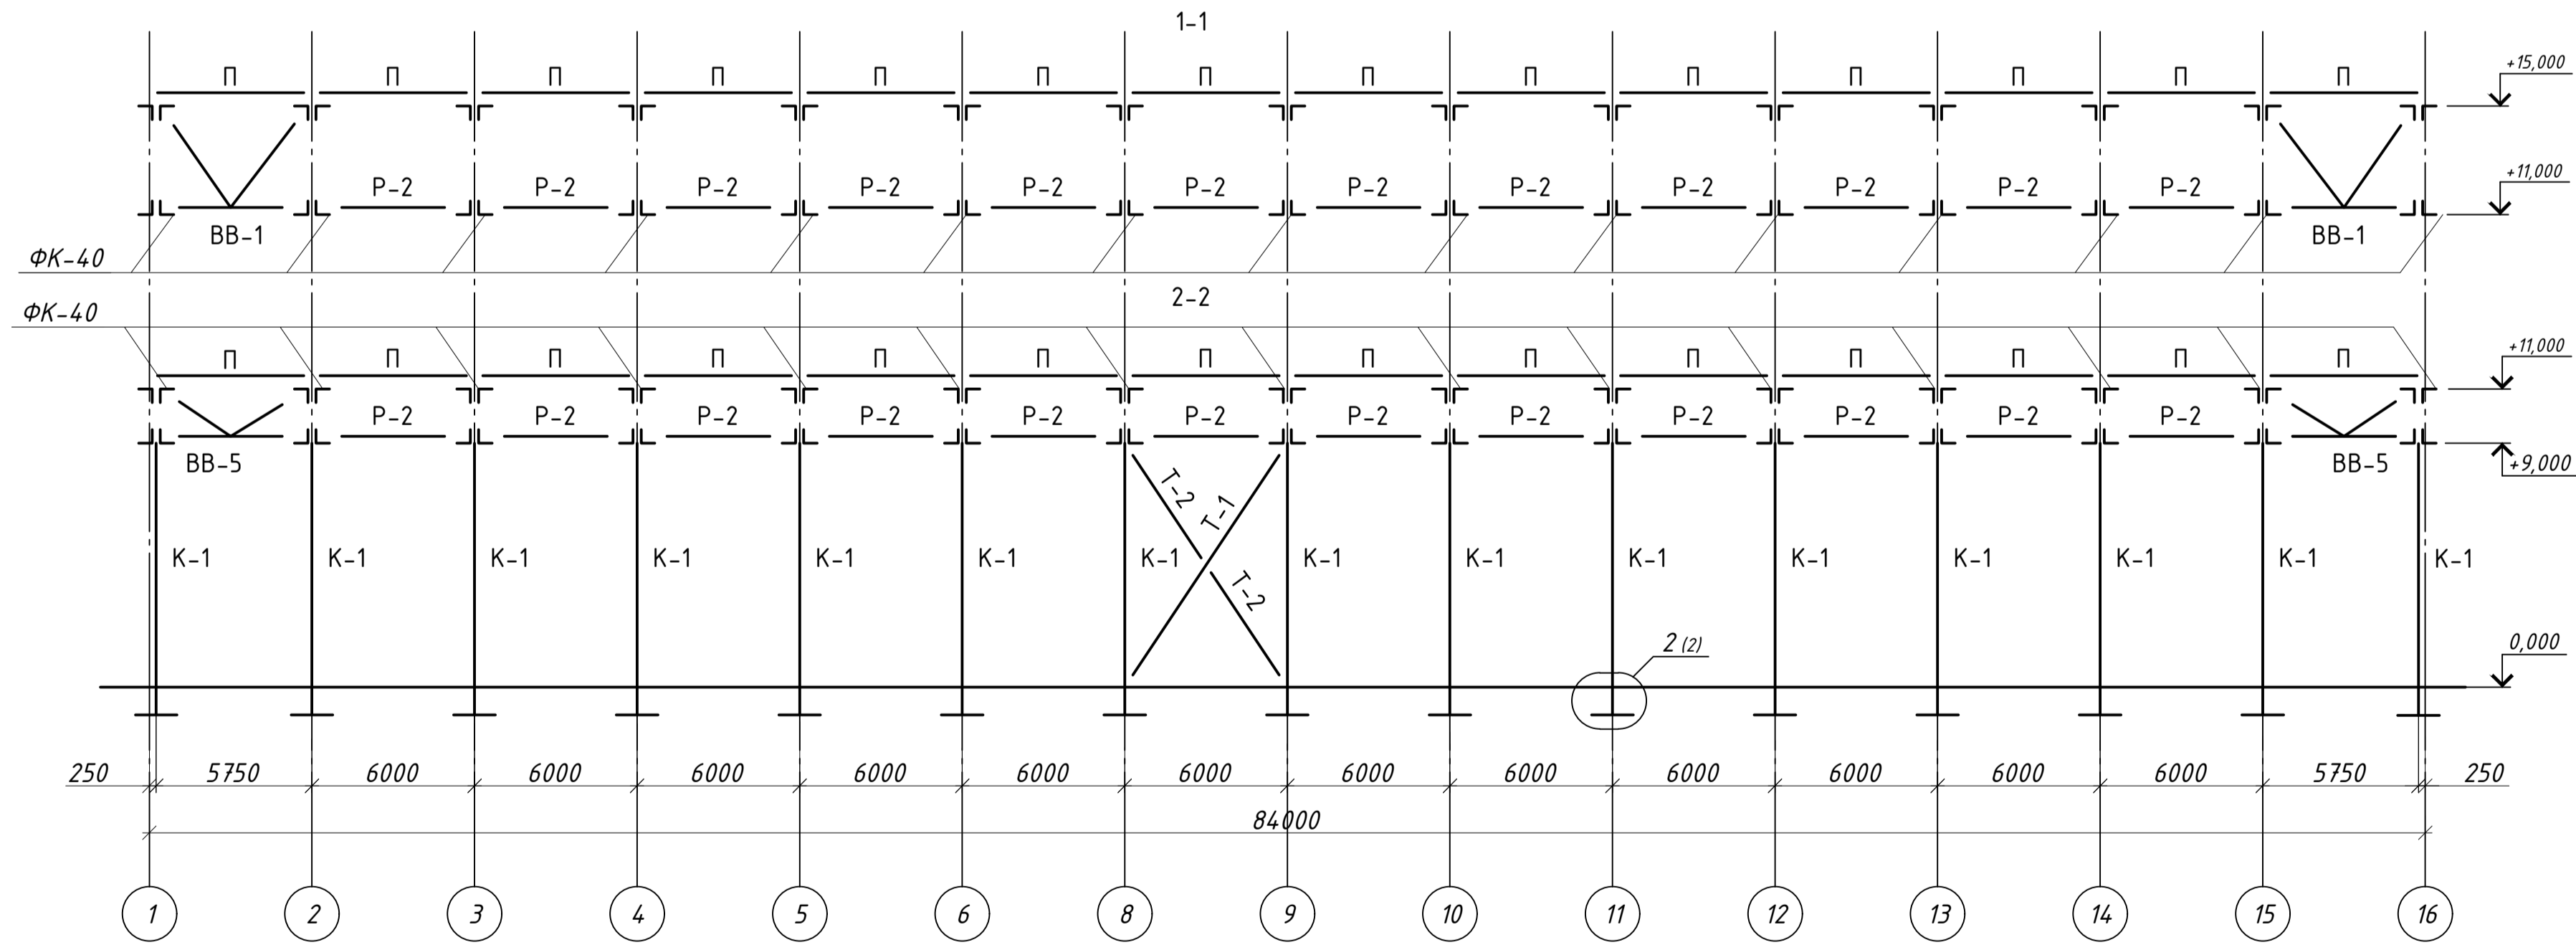 1-1
П П П П П П П П П П П П П П
+15,000
Р-2 Р-2 Р-2 Р-2 Р-2 Р-2 Р-2 Р-2 Р-2 Р-2 Р-2 Р-2
+11,000
ВВ-1 ВВ-1
ФК-40
2-2
ФК-40
П П П П П П П П П П П П П П
+11,000
Р-2 Р-2 Р-2 Р-2 Р-2 Р-2 Р-2 Р-2 Р-2 Р-2 Р-2 Р-2
ВВ-5 ВВ-5
+9,000
Т-2 Т-1
К-1 К-1 К-1 К-1 К-1 К-1 К-1 К-1 К-1 К-1 К-1 К-1 К-1 К-1 К-1
Т-2
2 (2)
0,000
250 5750 6000 6000 6000 6000 6000 6000 6000 6000 6000 6000 6000 6000 5750 250
84000
1 2 3 4 5 6 8 9 10 11 12 13 14 15 16